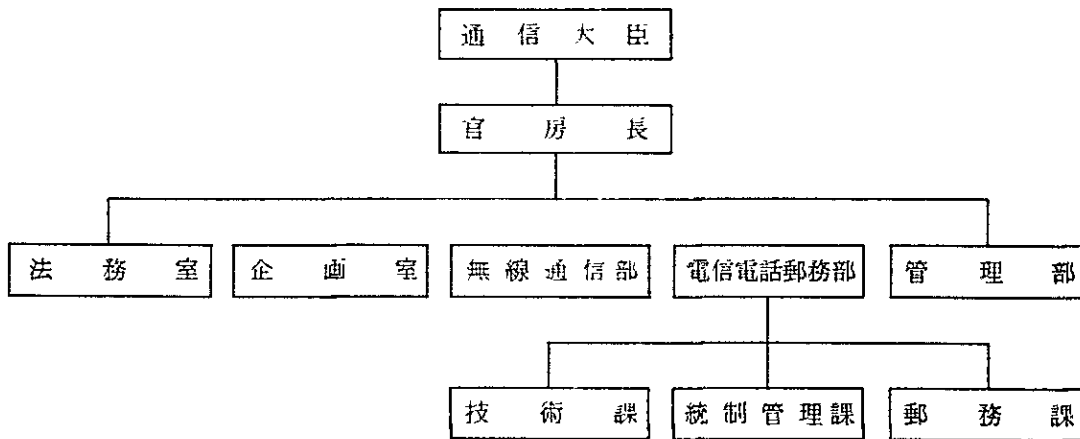 通信大臣
官房長
法務室
企画室
無線通信部
電信電話郵務部
管理部
技術課
統制管理課
郵務課